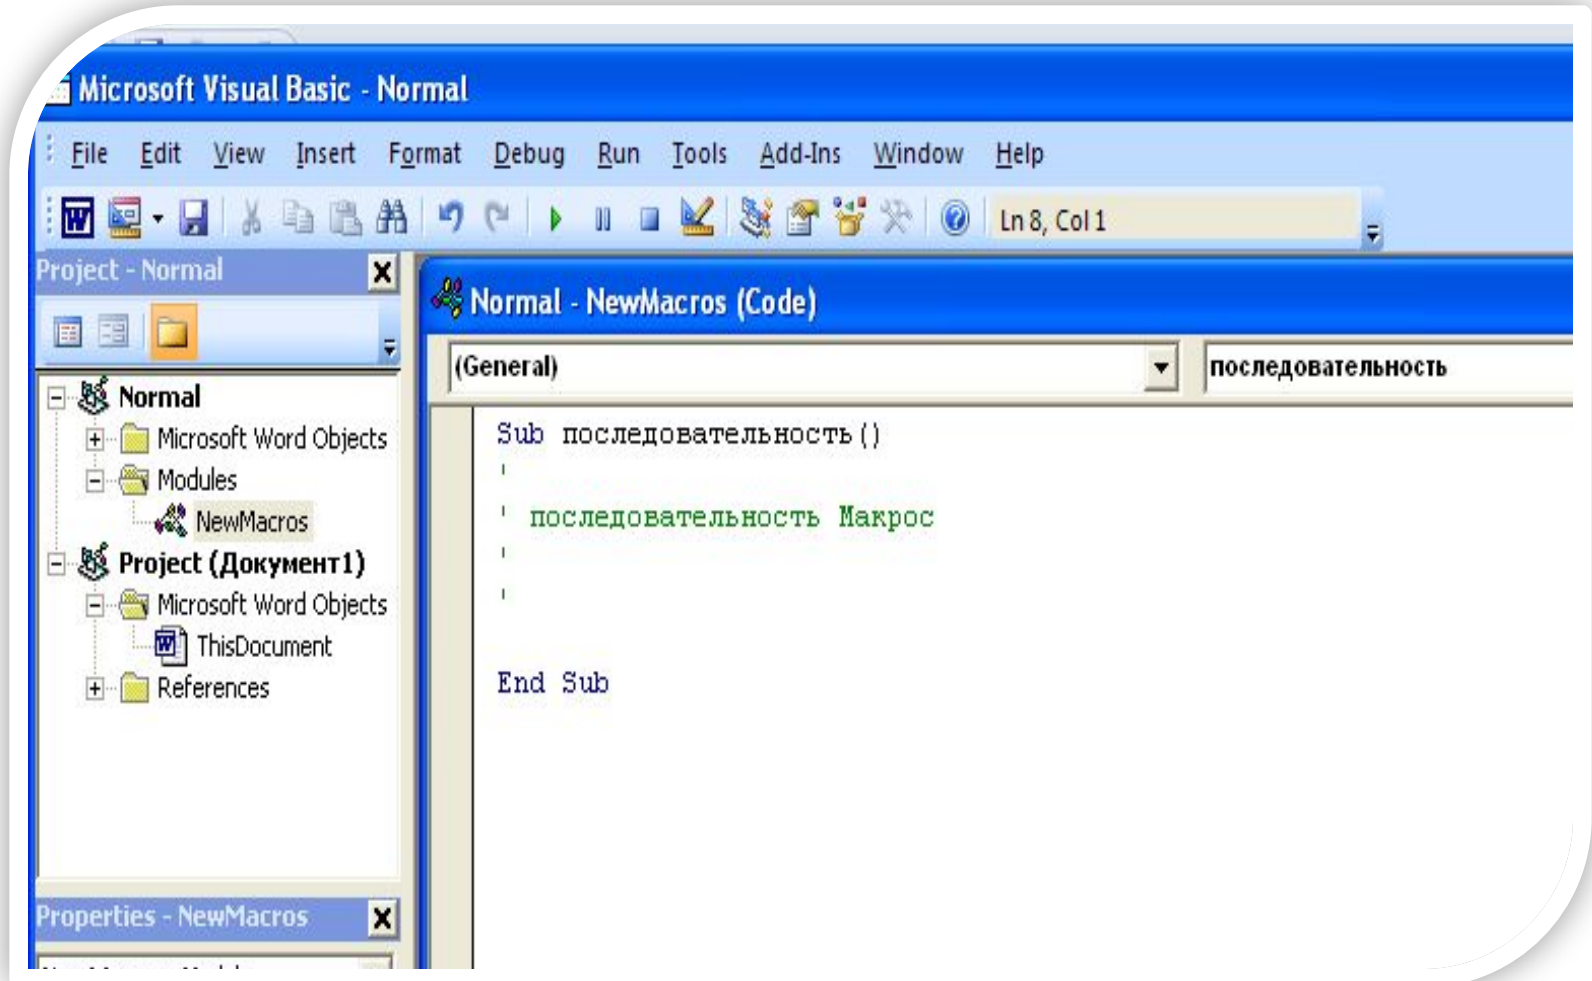 Microsoft Visual Basic - Normal
File Edit View Insert Format Debug Run Tools Add-Ins Window Help
Ln 8, Col 1
Project - Normal
Normal
Microsoft Word Objects
Modules
NewMacros
Project (Документ1)
Microsoft Word Objects
ThisDocument
References
Properties - NewMacros
Normal - NewMacros (Code)
(General)
последовательность
Sub последовательность()
'
' последовательность Макрос
'
'
End Sub